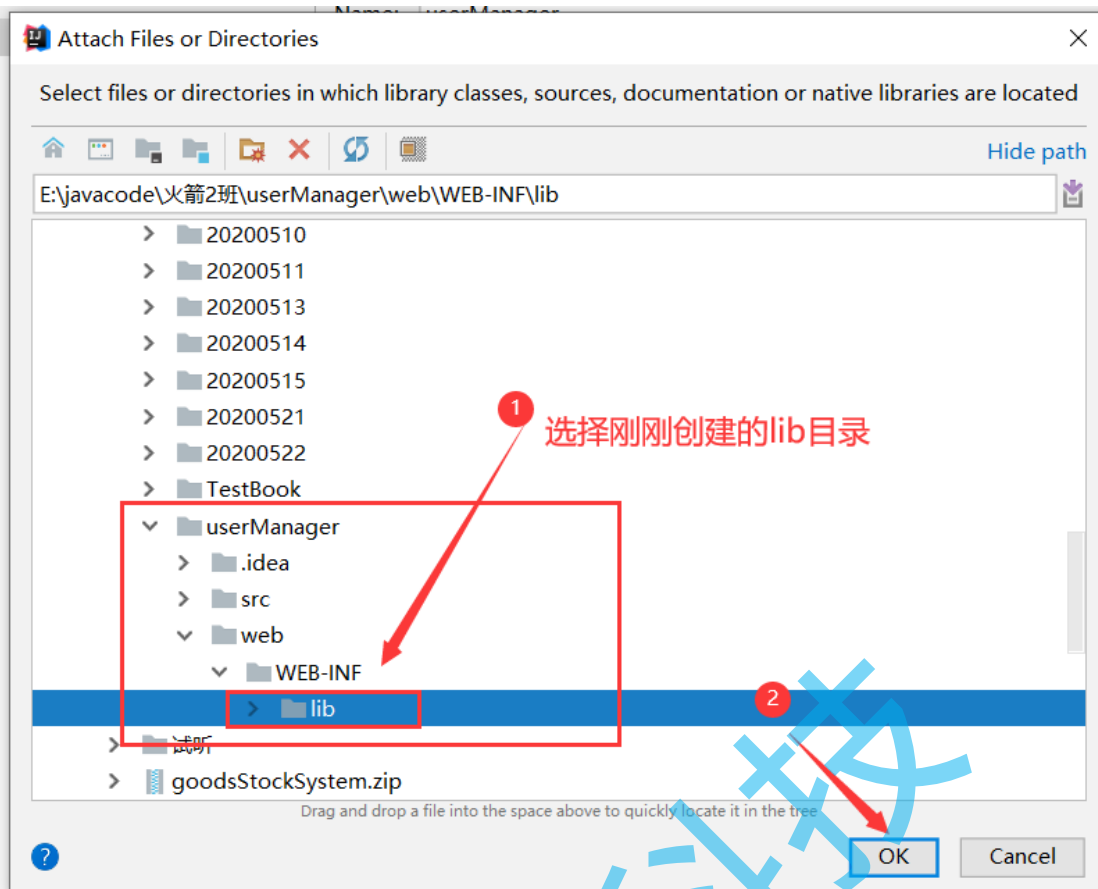 Name: userManager
Attach Files or Directories
Select files or directories in which library classes, sources, documentation or native libraries are located
Hide path
E:\javacode\火箭2班\userManager\web\WEB-INF\lib
20200510
20200511
20200513
20200514
20200515
20200521
1
选择刚刚创建的lib目录
20200522
TestBook
userManager
.idea
src
web
WEB-INF
lib
2
试听
goodsStockSystem.zip
Drag and drop a file into the space above to quickly locate it in the tree
科技
?
OK
Cancel